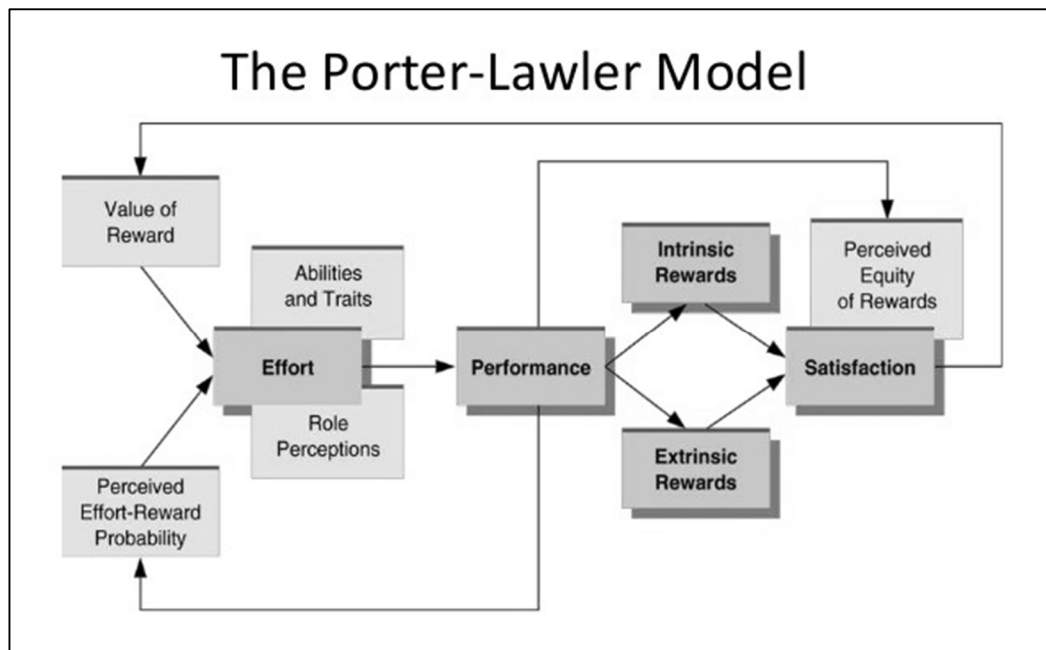 The Porter-Lawler Model
Value of
Reward
Abilities
and Traits
Effort
Role
Perceptions
Perceived
Effort-Reward
Probability
Performance
Intrinsic
Rewards
Extrinsic
Rewards
Perceived
Equity
of Rewards
Satisfaction